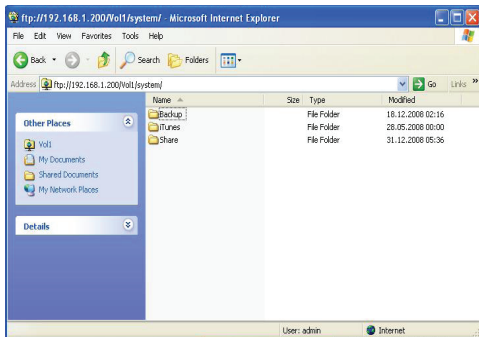 ftp://192.168.1.200/Vol1/system/ - Microsoft Internet Explorer
File Edit View Favorites Tools Help
Back Search Folders
Address ftp://192.168.1.200/Vol1/system/ Go Links »
Name Size Type Modified
Other Places
Vol1
My Documents
Shared Documents
My Network Places
Details
Backup File Folder 18.12.2008 02:16
iTunes File Folder 28.05.2008 00:00
Share File Folder 31.12.2008 05:36
User: admin Internet